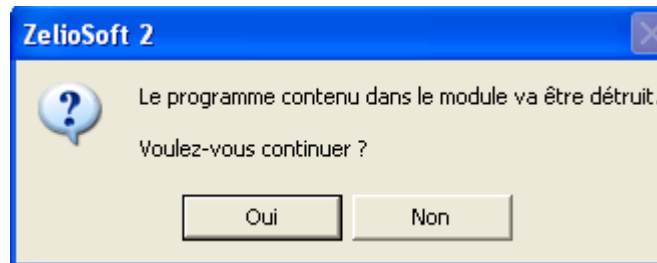 ZelioSoft 2
Le programme contenu dans le module va être détruit.
Voulez-vous continuer ?
Oui
Non